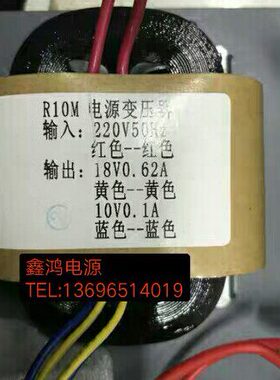 R10M 电源变压器
输入: 220V50Hz
红色--红色
输出: 18V0.62A
黄色--黄色
10V0.1A
蓝色--蓝色
鑫鸿电源
TEL:13696514019